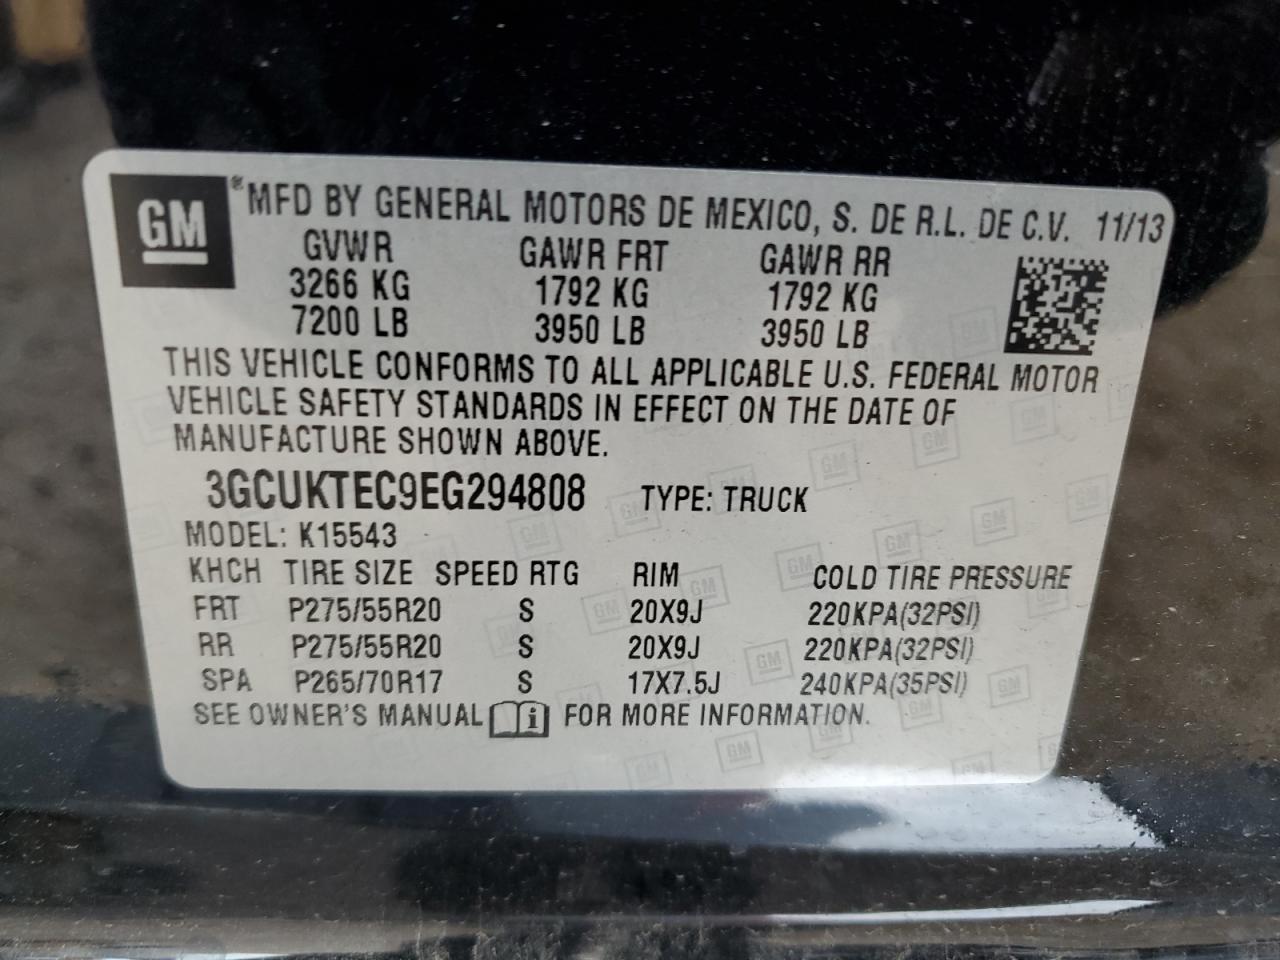 GM
® MFD BY GENERAL MOTORS DE MEXICO, S. DE R.L. DE C.V. 11/13
GVWR GAWR FRT GAWR RR
3266 KG 1792 KG 1792 KG
7200 LB 3950 LB 3950 LB
THIS VEHICLE CONFORMS TO ALL APPLICABLE U.S. FEDERAL MOTOR
VEHICLE SAFETY STANDARDS IN EFFECT ON THE DATE OF
MANUFACTURE SHOWN ABOVE.
3GCUKTEC9EG294808 TYPE: TRUCK
MODEL: K15543
KHCH TIRE SIZE SPEED RTG RIM COLD TIRE PRESSURE
FRT P275/55R20 S 20X9J 220KPA(32PSI)
RR P275/55R20 S 20X9J 220KPA(32PSI)
SPA P265/70R17 S 17X7.5J 240KPA(35PSI)
SEE OWNER'S MANUAL i FOR MORE INFORMATION.